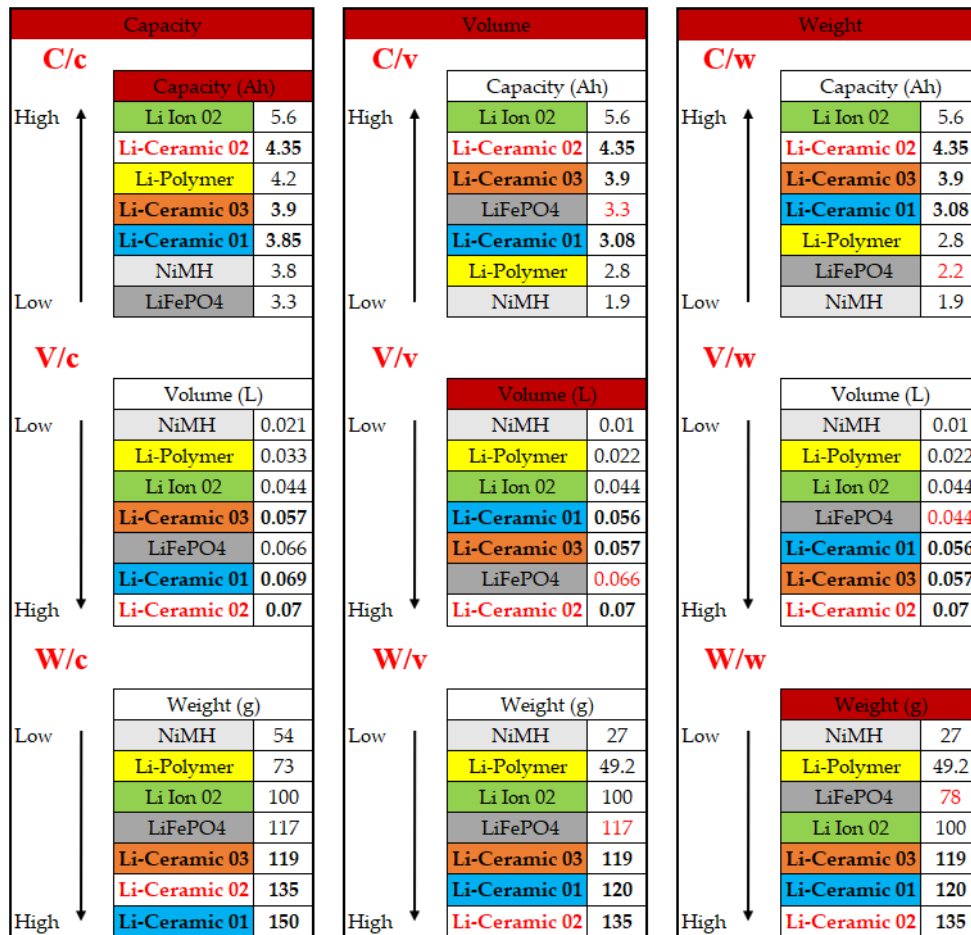 Capacity Volume Weight
C/c C/v C/w
Capacity (Ah) Capacity (Ah) Capacity (Ah)
High Li Ion 02 5.6 High Li Ion 02 5.6 High Li Ion 02 5.6
Li-Ceramic 02 4.35 Li-Ceramic 02 4.35 Li-Ceramic 02 4.35
Li-Polymer 4.2 Li-Ceramic 03 3.9 Li-Ceramic 03 3.9
Li-Ceramic 03 3.9 LiFePO4 3.3 Li-Ceramic 01 3.08
Li-Ceramic 01 3.85 Li-Ceramic 01 3.08 Li-Polymer 2.8
NiMH 3.8 Li-Polymer 2.8 LiFePO4 2.2
Low LiFePO4 3.3 Low NiMH 1.9 Low NiMH 1.9
V/c V/v V/w
Volume (L) Volume (L) Volume (L)
Low NiMH 0.021 Low NiMH 0.01 Low NiMH 0.01
Li-Polymer 0.033 Li-Polymer 0.022 Li-Polymer 0.022
Li Ion 02 0.044 Li Ion 02 0.044 Li Ion 02 0.044
Li-Ceramic 03 0.057 Li-Ceramic 01 0.056 LiFePO4 0.044
LiFePO4 0.066 Li-Ceramic 03 0.057 Li-Ceramic 01 0.056
Li-Ceramic 01 0.069 LiFePO4 0.066 Li-Ceramic 03 0.057
High Li-Ceramic 02 0.07 High Li-Ceramic 02 0.07 High Li-Ceramic 02 0.07
W/c W/v W/w
Weight (g) Weight (g) Weight (g)
Low NiMH 54 Low NiMH 27 Low NiMH 27
Li-Polymer 73 Li-Polymer 49.2 Li-Polymer 49.2
Li Ion 02 100 Li Ion 02 100 LiFePO4 78
LiFePO4 117 LiFePO4 117 Li Ion 02 100
Li-Ceramic 03 119 Li-Ceramic 03 119 Li-Ceramic 03 119
Li-Ceramic 02 135 Li-Ceramic 01 120 Li-Ceramic 01 120
High Li-Ceramic 01 150 High Li-Ceramic 02 135 High Li-Ceramic 02 135